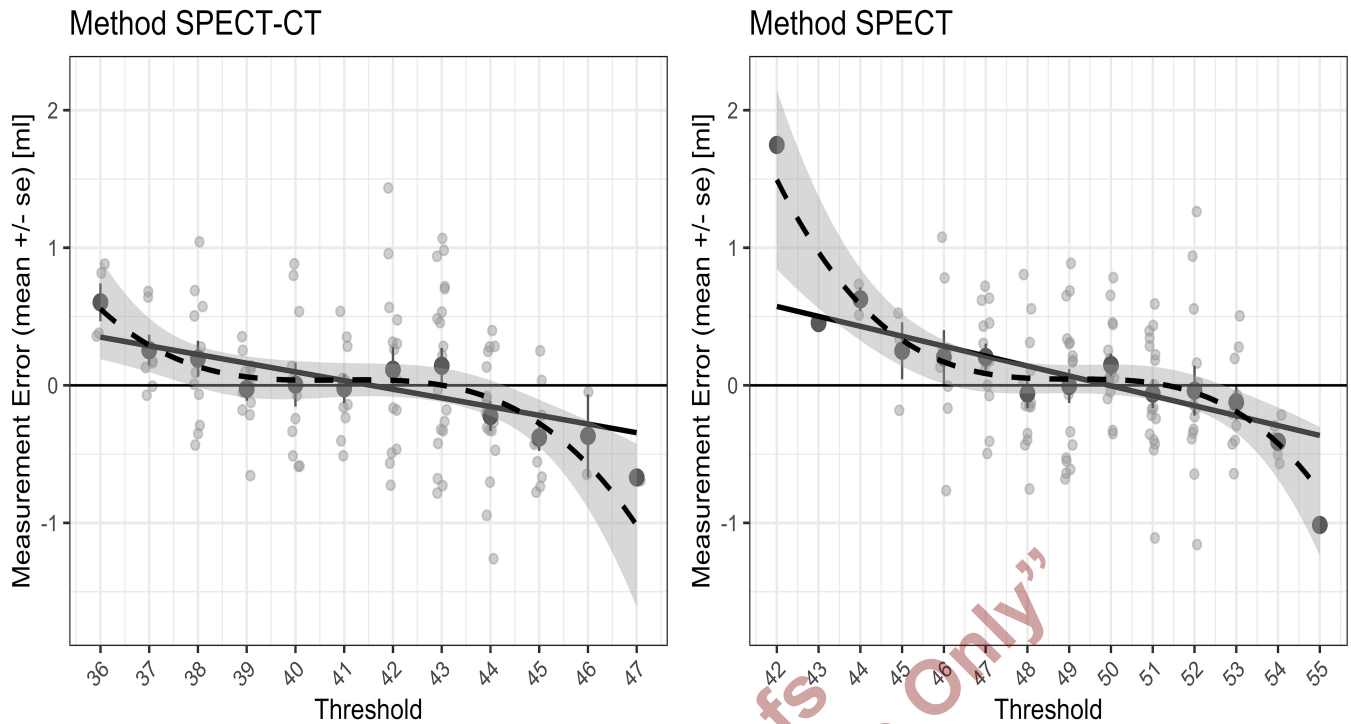 Method SPECT-CT
Measurement Error (mean +/- se) [ml]
2
1
0
-1
36 37 38 39 40 41 42 43 44 45 46 47
Threshold
Method SPECT
Measurement Error (mean +/- se) [ml]
2
1
0
-1
42 43 44 45 46 47 48 49 50 51 52 53 54 55
Threshold
fs
Only”